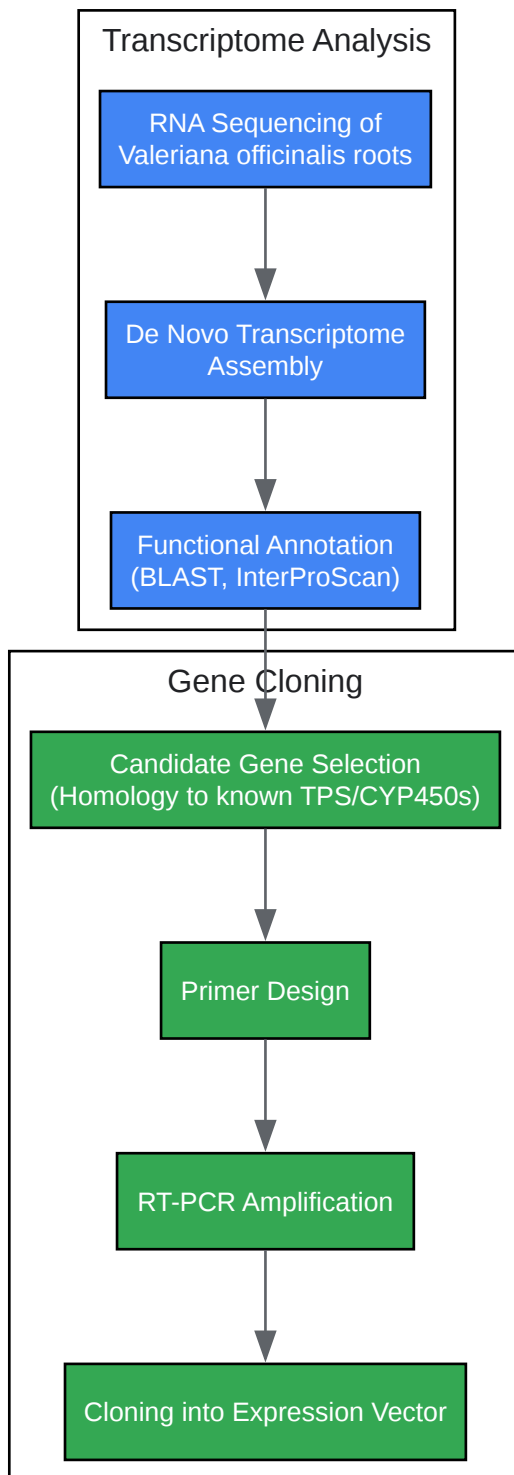 Transcriptome Analysis
RNA Sequencing of
Valeriana officinalis roots
De Novo Transcriptome
Assembly
Functional Annotation
(BLAST, InterProScan)
Gene Cloning
Candidate Gene Selection
(Homology to known TPS/CYP450s)
Primer Design
RT-PCR Amplification
Cloning into Expression Vector